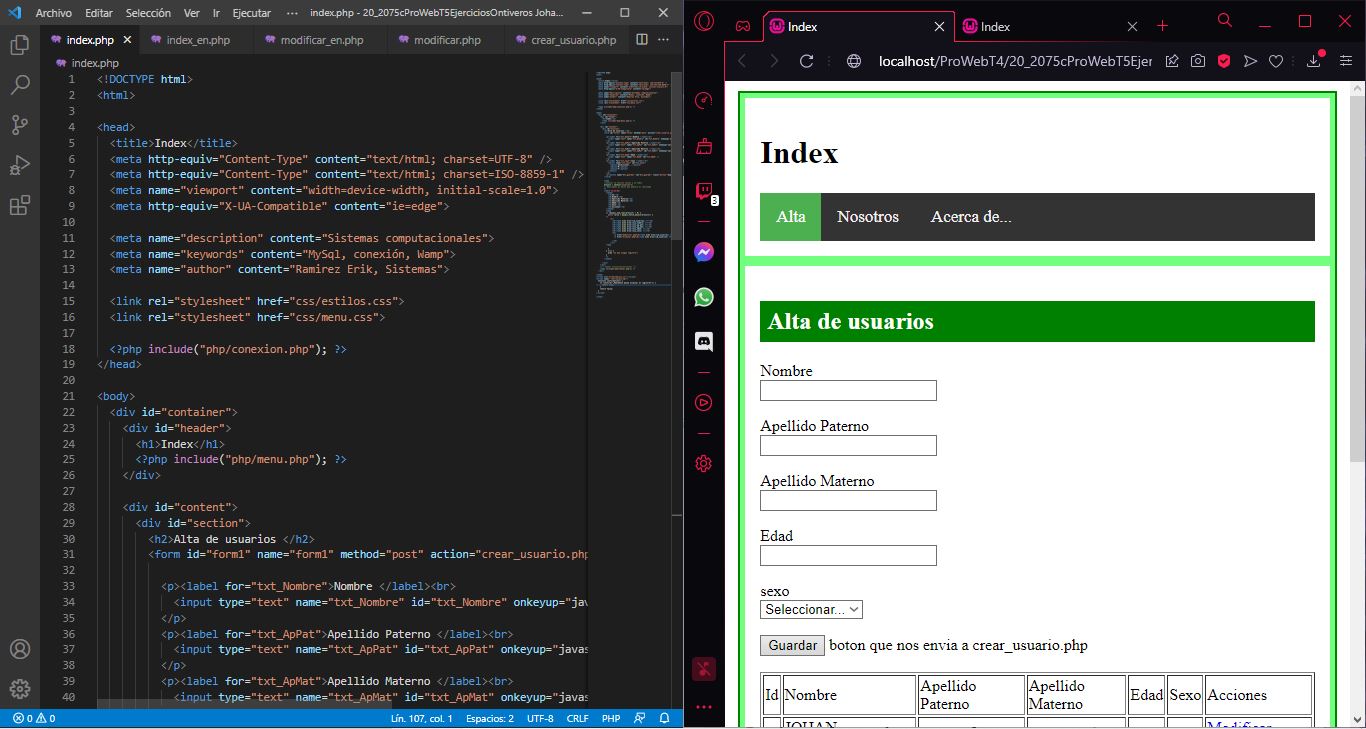 Archivo Editar Selección Ver Ir Ejecutar ··· index.php - 20_2075cProWebT5EjerciciosOntiveros Joha...
index.php index_en.php modificar_en.php modificar.php crear_usuario.php
index.php
1 <!DOCTYPE html>
2 <html>
3
4 <head>
5 <title>Index</title>
6 <meta http-equiv="Content-Type" content="text/html; charset=UTF-8" />
7 <meta http-equiv="Content-Type" content="text/html; charset=ISO-8859-1" />
8 <meta name="viewport" content="width=device-width, initial-scale=1.0">
9 <meta http-equiv="X-UA-Compatible" content="ie=edge">
10
11 <meta name="description" content="Sistemas computacionales">
12 <meta name="keywords" content="MySql, conexión, Wamp">
13 <meta name="author" content="Ramirez Erik, Sistemas">
14
15 <link rel="stylesheet" href="css/estilos.css">
16 <link rel="stylesheet" href="css/menu.css">
17
18 <?php include("php/conexion.php"); ?>
19 </head>
20
21 <body>
22 <div id="container">
23 <div id="header">
24 <h1>Index</h1>
25 <?php include("php/menu.php"); ?>
26 </div>
27
28 <div id="content">
29 <div id="section">
30 <h2>Alta de usuarios </h2>
31 <form id="form1" name="form1" method="post" action="crear_usuario.php
32
33 <p><label for="txt_Nombre">Nombre </label><br>
34 <input type="text" name="txt_Nombre" id="txt_Nombre" onkeyup="jav
35 </p>
36 <p><label for="txt_ApPat">Apellido Paterno </label><br>
37 <input type="text" name="txt_ApPat" id="txt_ApPat" onkeyup="javas
38 </p>
39 <p><label for="txt_ApMat">Apellido Materno </label><br>
40 <input type="text" name="txt_ApMat" id="txt_ApMat" onkeyup="javas
0 0 Lín. 107, col. 1 Espacios: 2 UTF-8 CRLF PHP
Index Index
localhost/ProWebT4/20_2075cProWebT5Ejer
3
Index
Alta Nosotros Acerca de...
Alta de usuarios
Nombre
Apellido Paterno
Apellido Materno
Edad
sexo
Seleccionar...
Guardar boton que nos envia a crear_usuario.php
Id Nombre Apellido Paterno Apellido Materno Edad Sexo Acciones
JOHAN Modificar